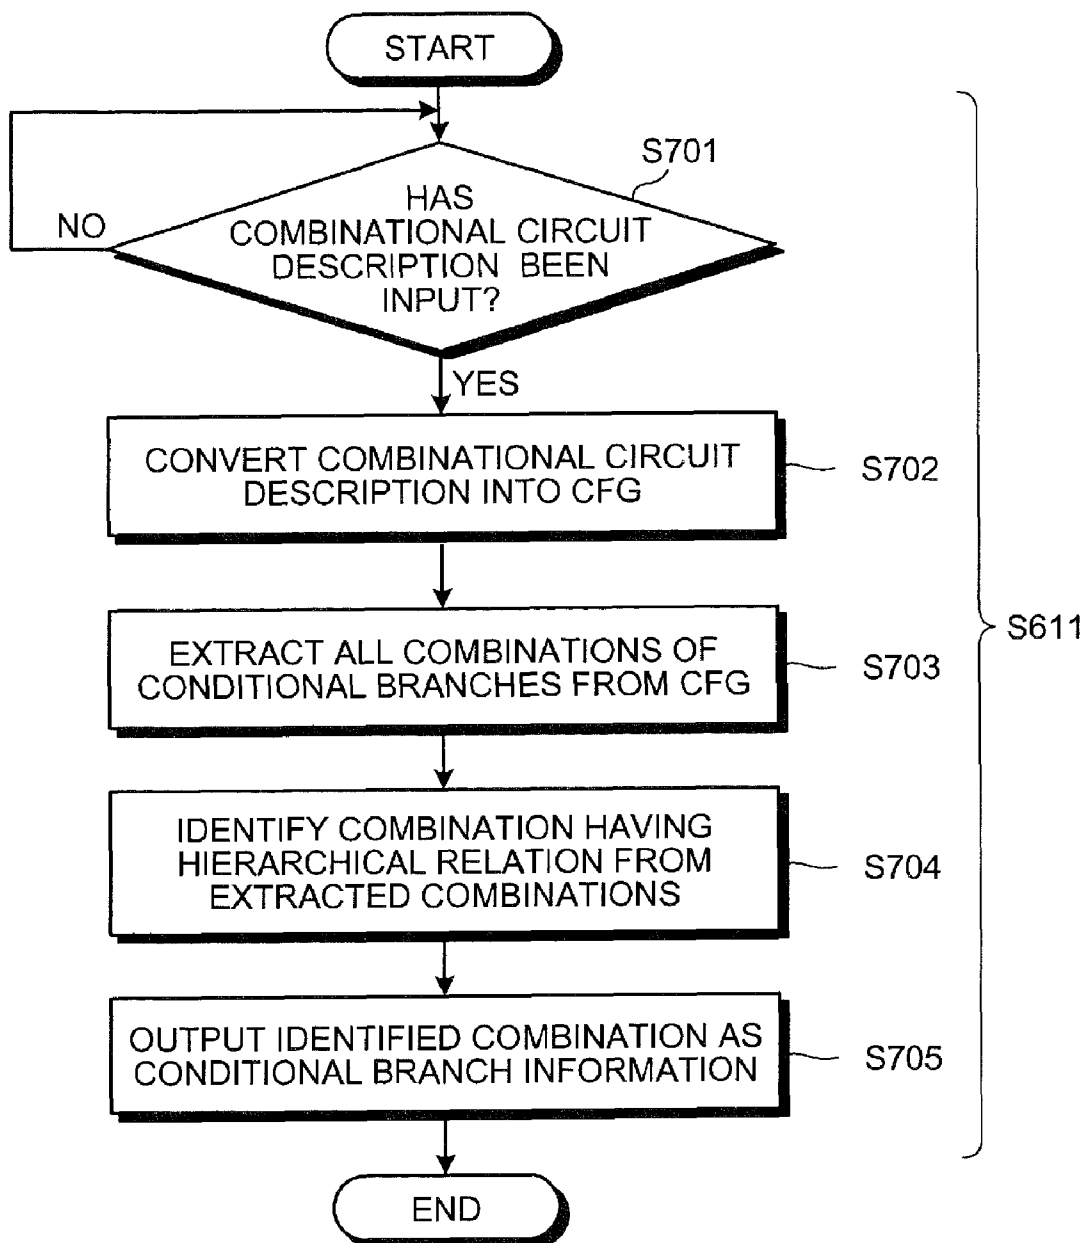 START
S701
HAS
COMBINATIONAL CIRCUIT
DESCRIPTION BEEN
INPUT?
NO
YES
CONVERT COMBINATIONAL CIRCUIT
DESCRIPTION INTO CFG
S702
EXTRACT ALL COMBINATIONS OF
CONDITIONAL BRANCHES FROM CFG
S703
S611
IDENTIFY COMBINATION HAVING
HIERARCHICAL RELATION FROM
EXTRACTED COMBINATIONS
S704
OUTPUT IDENTIFIED COMBINATION AS
CONDITIONAL BRANCH INFORMATION
S705
END